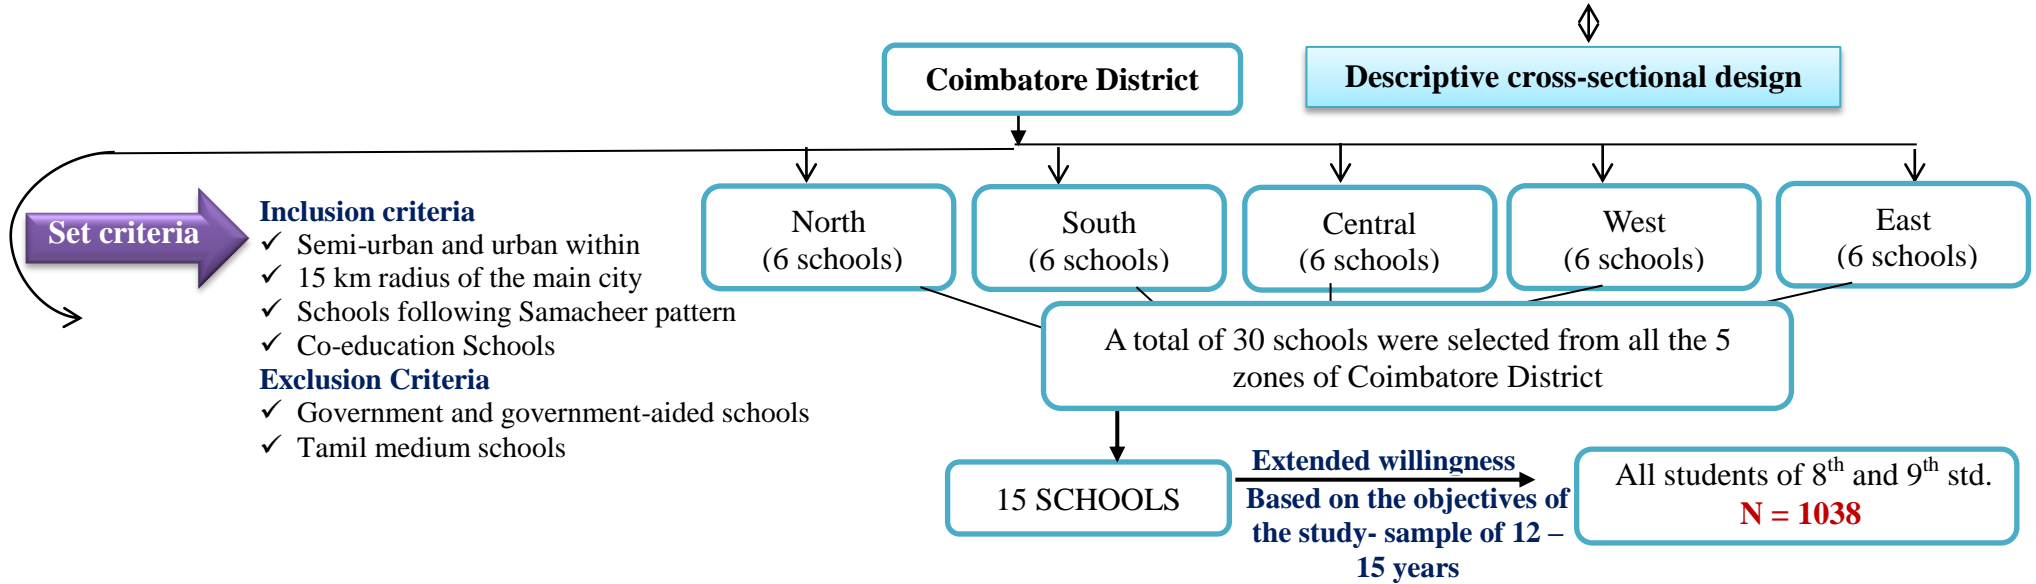 Coimbatore District
Descriptive cross-sectional design
Set criteria
Inclusion criteria
✓ Semi-urban and urban within
✓ 15 km radius of the main city
✓ Schools following Samacheer pattern
✓ Co-education Schools
Exclusion Criteria
✓ Government and government-aided schools
✓ Tamil medium schools
North
(6 schools)
South
(6 schools)
Central
(6 schools)
West
(6 schools)
East
(6 schools)
A total of 30 schools were selected from all the 5
zones of Coimbatore District
15 SCHOOLS
Extended willingness
Based on the objectives of
the study- sample of 12 –
15 years
All students of 8th and 9th std.
N = 1038